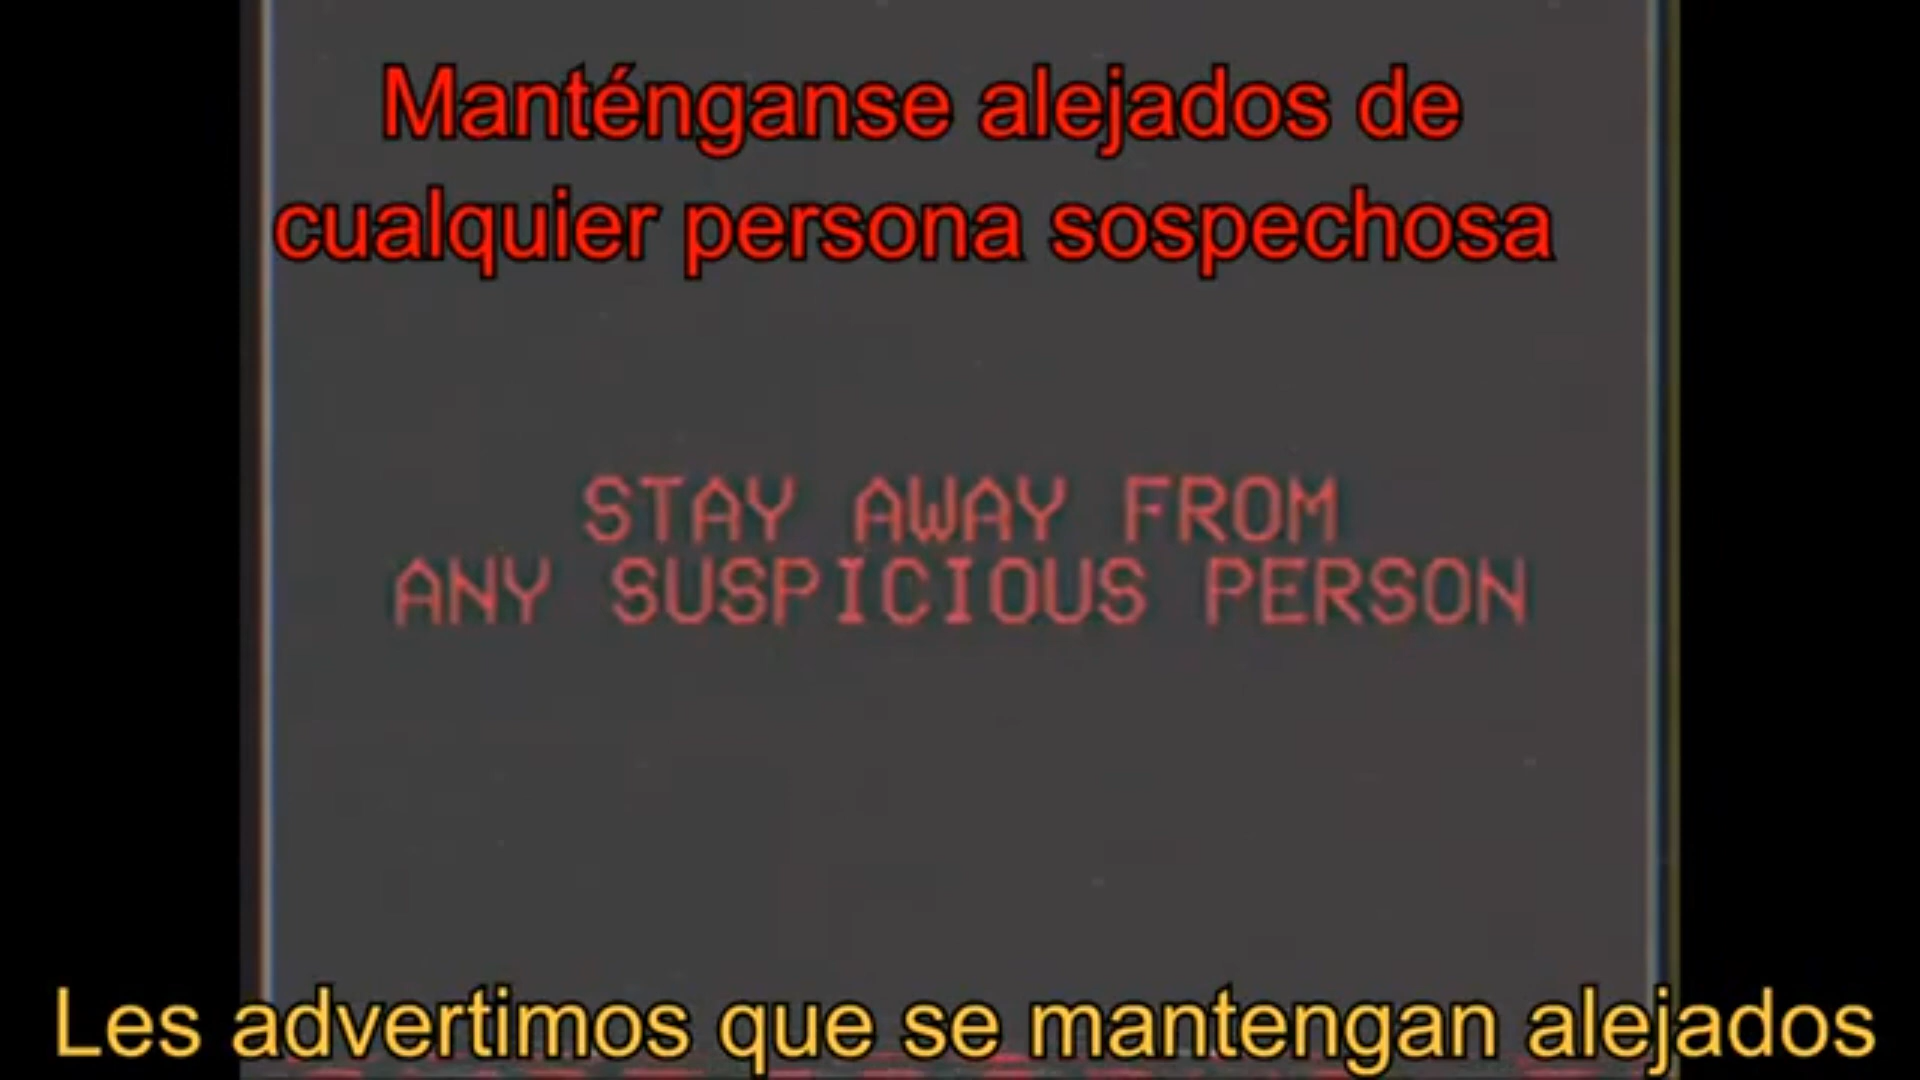 Manténganse alejados de
cualquier persona sospechosa
STAY AWAY FROM
ANY SUSPICIOUS PERSON
Les advertimos que se mantengan alejados